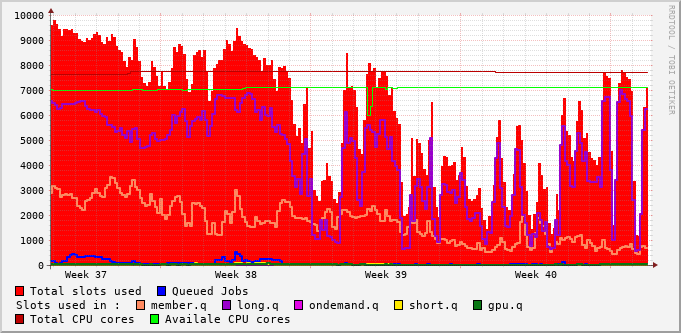 10000
9000
8000
7000
6000
5000
4000
3000
2000
1000
0
Week 37 Week 38 Week 39 Week 40
Total slots used Queued Jobs
Slots used in : member.q long.q ondemand.q short.q gpu.q
Total CPU cores Availale CPU cores
RRDTOOL / TOBI OETIKER